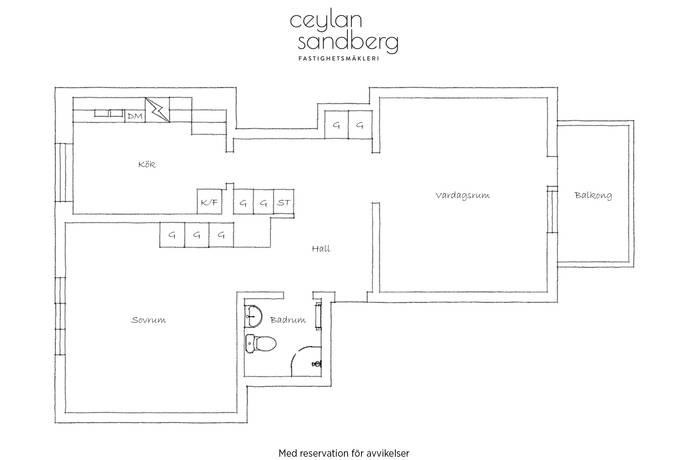 ceylan
sandberg
FASTIGHETSMÄKLERI
DM
G G
Kök
K/F G G ST
Vardagsrum
Balkong
G G G
Hall
Sovrum
Badrum
Med reservation för avvikelser